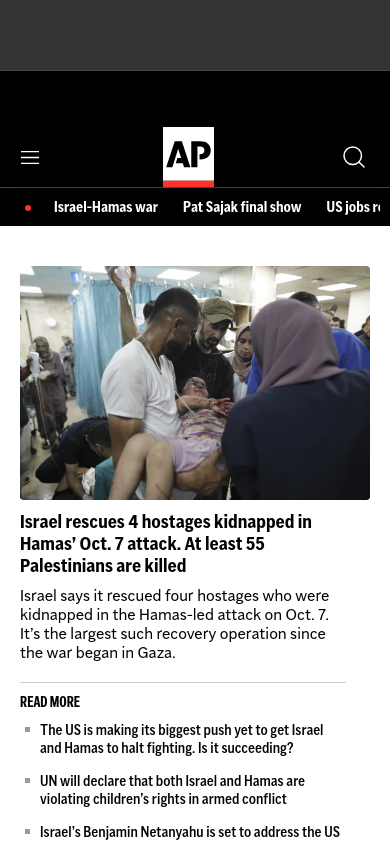 AP
Israel-Hamas war Pat Sajak final show US jobs
Israel rescues 4 hostages kidnapped in
Hamas’ Oct. 7 attack. At least 55
Palestinians are killed
Israel says it rescued four hostages who were
kidnapped in the Hamas-led attack on Oct. 7.
It’s the largest such recovery operation since
the war began in Gaza.
READ MORE
The US is making its biggest push yet to get Israel
and Hamas to halt fighting. Is it succeeding?
UN will declare that both Israel and Hamas are
violating children’s rights in armed conflict
Israel’s Benjamin Netanyahu is set to address the US